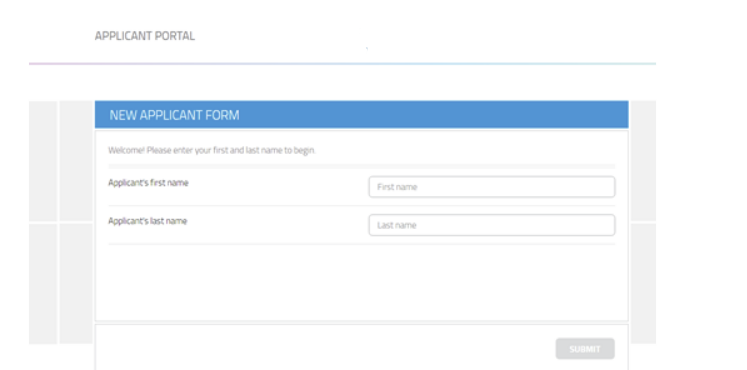 APPLICANT PORTAL
NEW APPLICANT FORM
Welcome! Please enter your first and last name to begin.
Applicant's first name
First name
Applicant's last name
Last name
SUBMIT